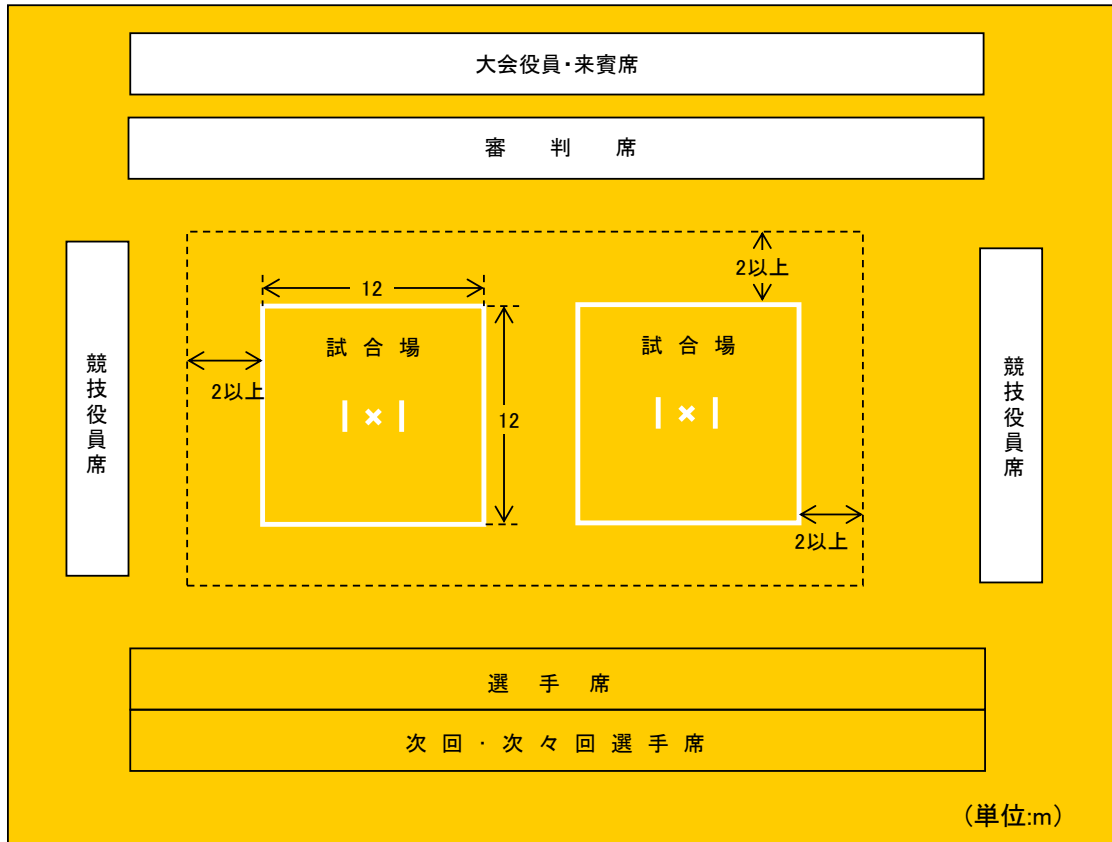 大会役員・来賓席
審判席
2以上
12
試合場
試合場
競技役員席
2以上
12
競技役員席
2以上
選手席
次回・次々回選手席
（単位:m）